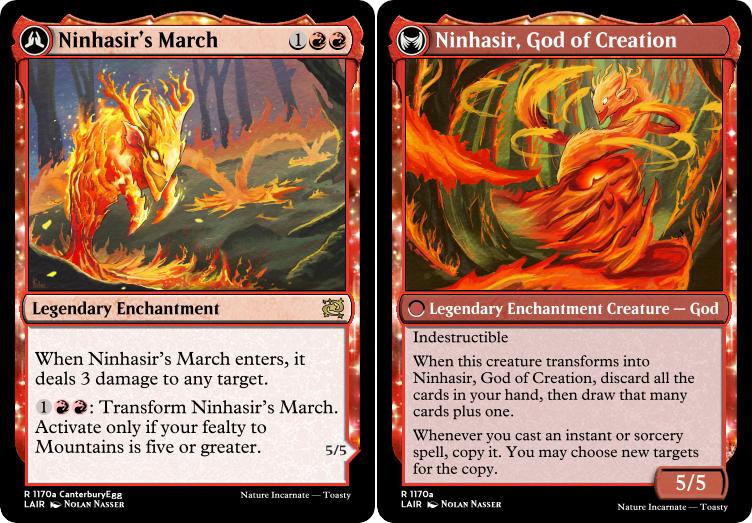 Ninhasir's March 1
Legendary Enchantment
When Ninhasir's March enters, it
deals 3 damage to any target.
1 : Transform Ninhasir's March.
Activate only if your fealty to
Mountains is five or greater.
5/5
R 1170a CanterburyEgg
LAIR Nolan Nasser
Nature Incarnate — Toasty
Ninhasir, God of Creation
Legendary Enchantment Creature — God
Indestructible
When this creature transforms into
Ninhasir, God of Creation, discard all the
cards in your hand, then draw that many
cards plus one.
Whenever you cast an instant or sorcery
spell, copy it. You may choose new targets
for the copy.
5/5
R 1170a
LAIR Nolan Nasser
Nature Incarnate — Toasty